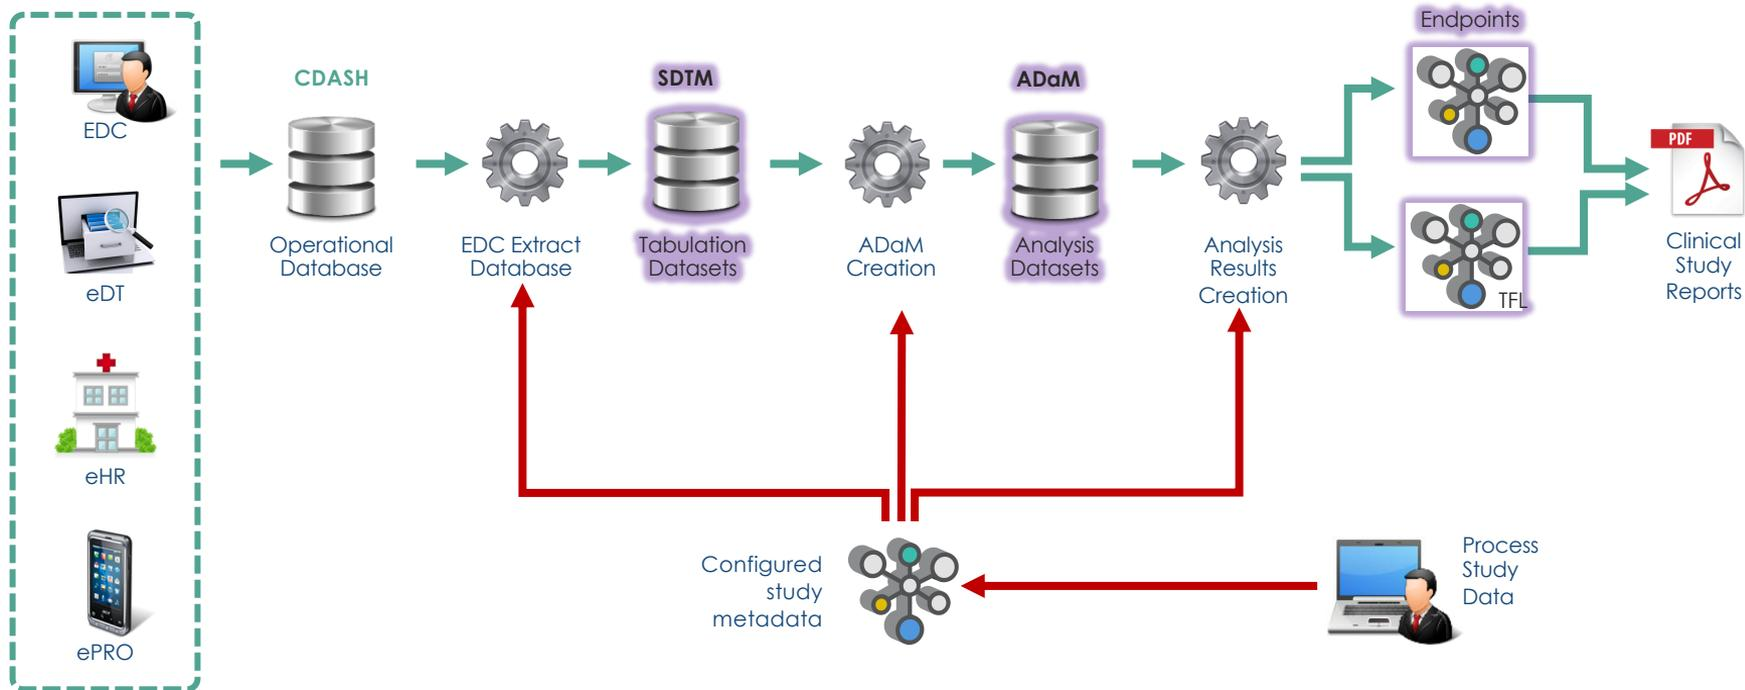 Endpoints
CDASH
SDTM
ADaM
EDC
PDF
Operational
Database
EDC Extract
Database
Tabulation
Datasets
ADaM
Creation
Analysis
Datasets
Analysis
Results
Creation
Clinical
Study
Reports
eDT
TFL
eHR
Configured
study
metadata
Process
Study
Data
ePRO